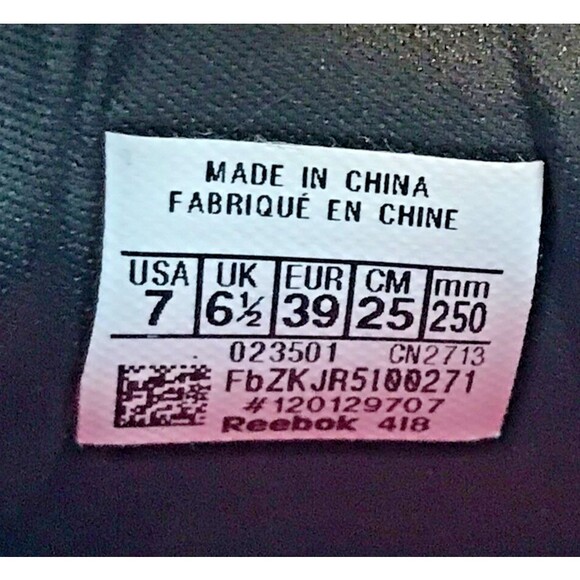 MADE IN CHINA
FABRIQUÉ EN CHINE
USA UK EUR CM mm
7 6½ 39 25 250
023501 CN2713
FbZKJR5100271
#120129707
Reebok 418